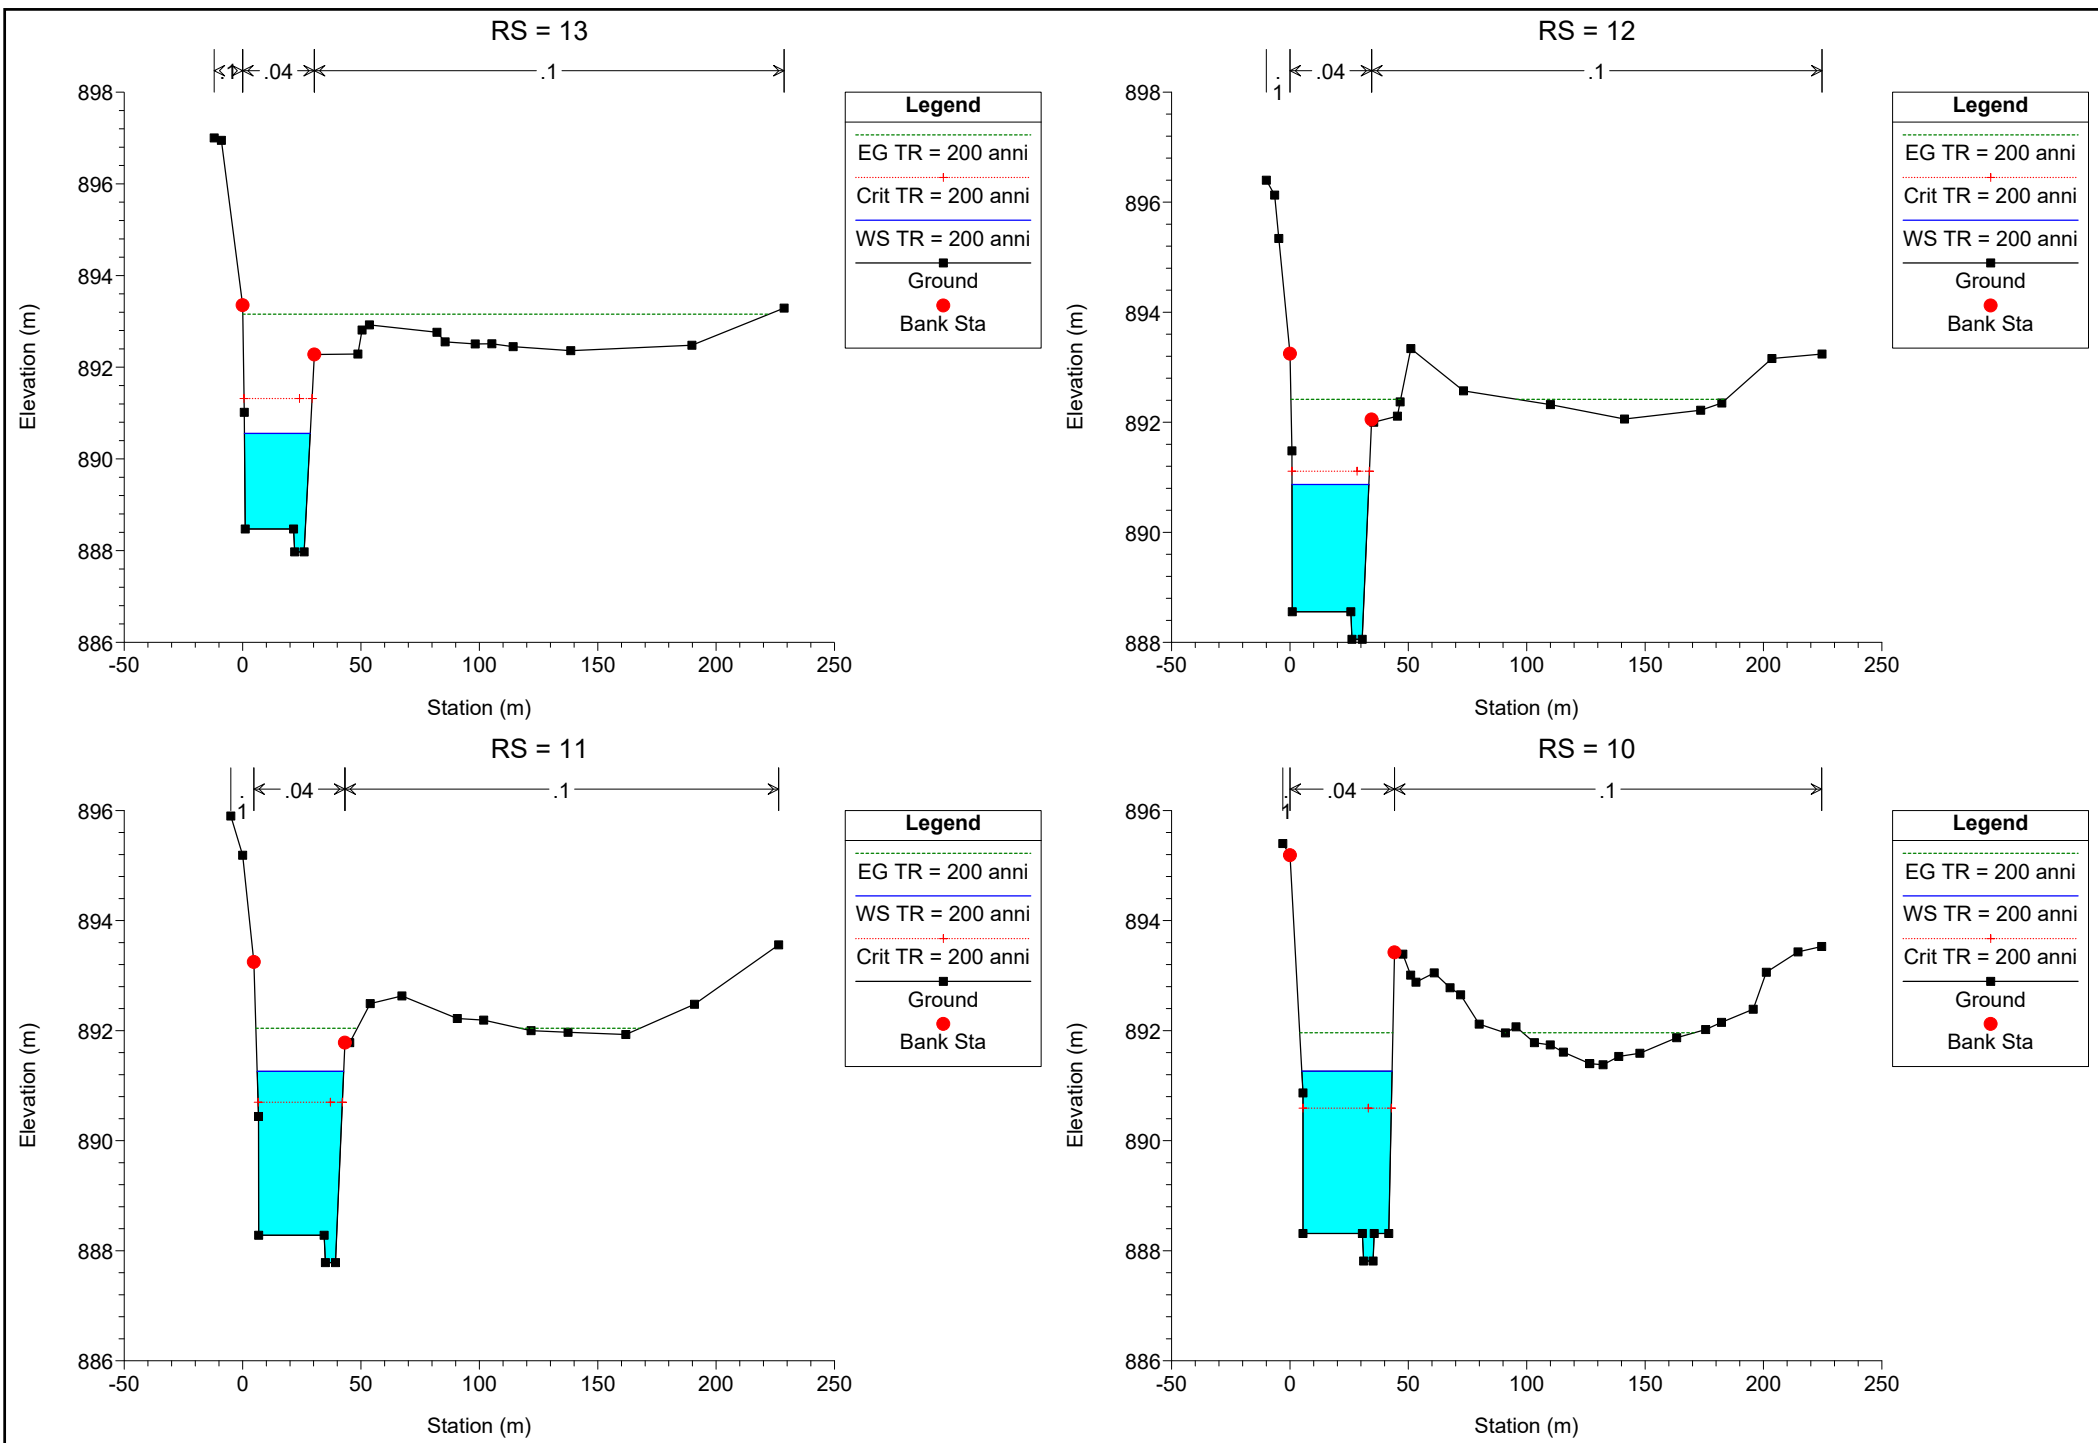 RS = 13
.1
.04
.1
898
896
894
892
890
888
886
-50
0
50
100
150
200
250
Elevation (m)
Station (m)
Legend
EG TR = 200 anni
Crit TR = 200 anni
WS TR = 200 anni
Ground
Bank Sta
RS = 12
.1
.04
.1
898
896
894
892
890
888
-50
0
50
100
150
200
250
Elevation (m)
Station (m)
Legend
EG TR = 200 anni
Crit TR = 200 anni
WS TR = 200 anni
Ground
Bank Sta
RS = 11
.1
.04
.1
896
894
892
890
888
886
-50
0
50
100
150
200
250
Elevation (m)
Station (m)
Legend
EG TR = 200 anni
WS TR = 200 anni
Crit TR = 200 anni
Ground
Bank Sta
RS = 10
.1
.04
.1
896
894
892
890
888
886
-50
0
50
100
150
200
250
Elevation (m)
Station (m)
Legend
EG TR = 200 anni
WS TR = 200 anni
Crit TR = 200 anni
Ground
Bank Sta